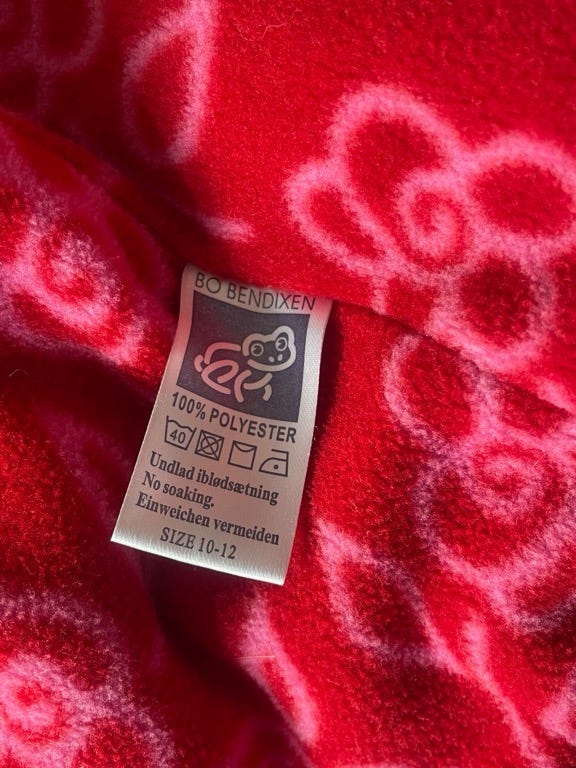 BO BENDIXEN
100% POLYESTER
40
Undlad iblødsætning
No soaking.
Einweichen vermeiden
SIZE 10-12